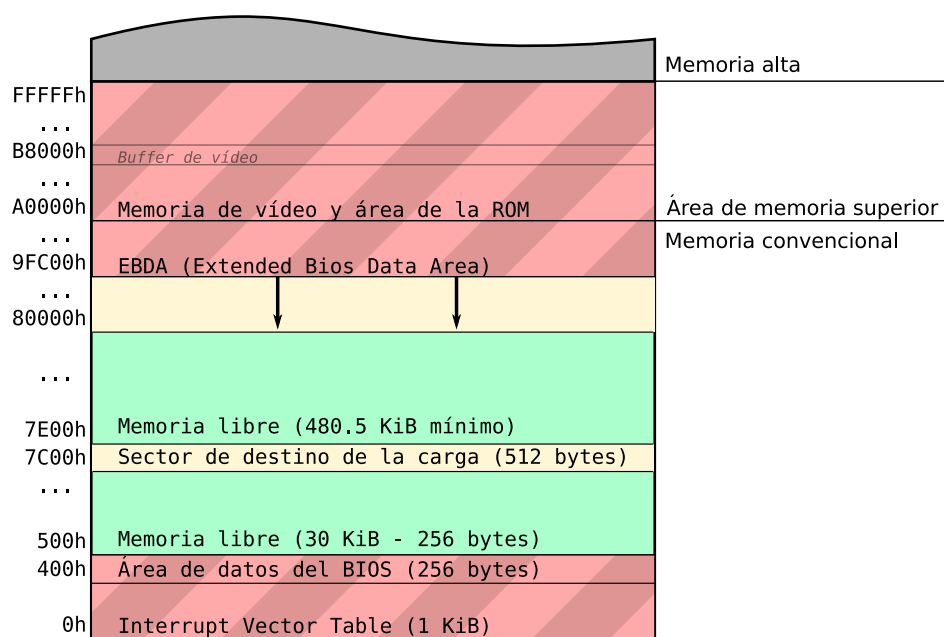 Memoria alta
FFFFFh
...
B8000h Buffer de vídeo
...
A0000h Memoria de vídeo y área de la ROM Área de memoria superior
... Memoria convencional
9FC00h EBDA (Extended Bios Data Area)
...
80000h
...
7E00h Memoria libre (480.5 KiB mínimo)
7C00h Sector de destino de la carga (512 bytes)
...
500h Memoria libre (30 KiB - 256 bytes)
400h Área de datos del BIOS (256 bytes)
0h Interrupt Vector Table (1 KiB)